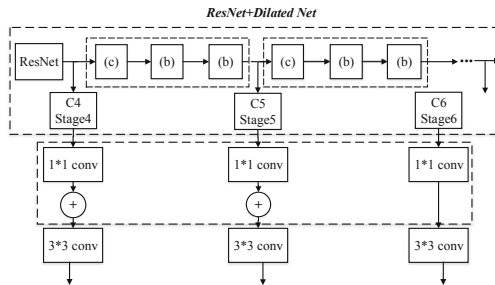 ResNet+Dilated Net
ResNet
(c)
(b)
(b)
(c)
(b)
(b)
...
C4
Stage4
C5
Stage5
C6
Stage6
1*1 conv
1*1 conv
1*1 conv
+
+
3*3 conv
3*3 conv
3*3 conv